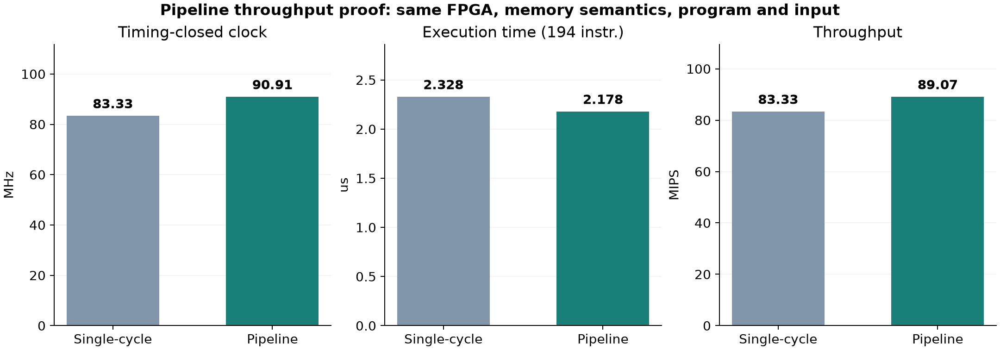 Pipeline throughput proof: same FPGA, memory semantics, program and input
Timing-closed clock
MHz
100
80
60
40
20
0
83.33
90.91
Single-cycle
Pipeline
Execution time (194 instr.)
us
2.5
2.0
1.5
1.0
0.5
0.0
2.328
2.178
Single-cycle
Pipeline
Throughput
MIPS
100
80
60
40
20
0
83.33
89.07
Single-cycle
Pipeline